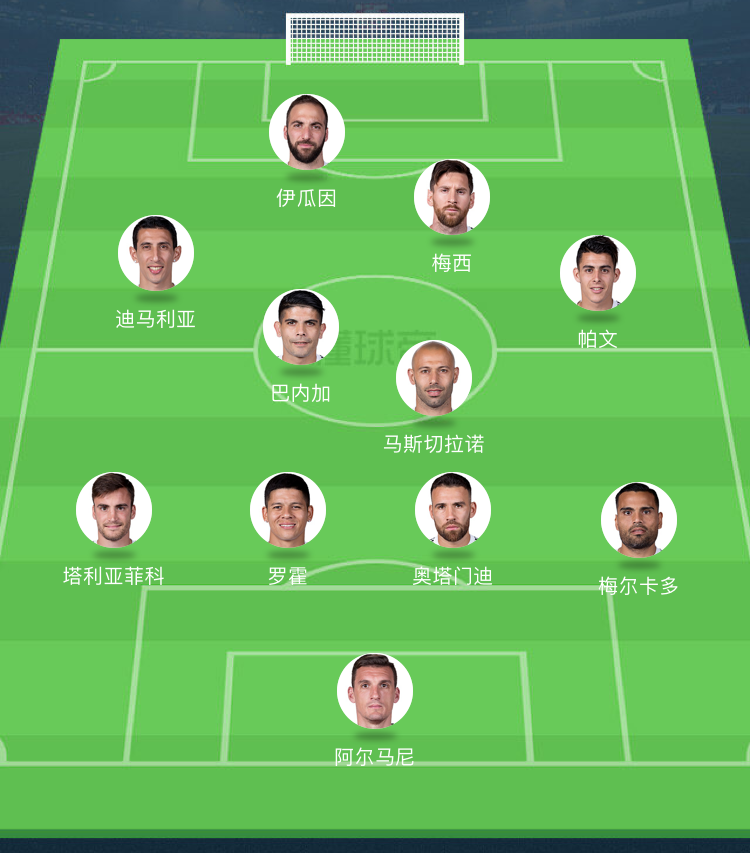 伊瓜因
梅西
迪马利亚
帕文
懂球帝
巴内加
马斯切拉诺
塔利亚菲科
罗霍
奥塔门迪
梅尔卡多
阿尔马尼